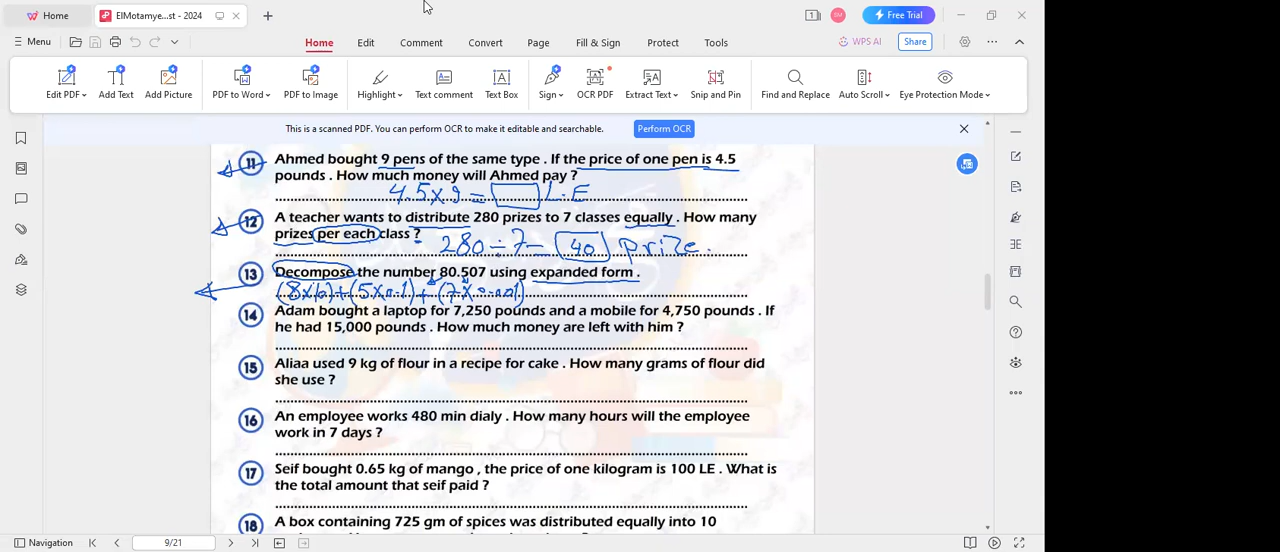 Home
ElMotamye...st - 2024
1
Free Trial
Menu
Home
Edit
Comment
Convert
Page
Fill & Sign
Protect
Tools
WPS AI
Share
Edit PDF
Add Text
Add Picture
PDF to Word
PDF to Image
Highlight
Text comment
Text Box
Sign
OCR PDF
Extract Text
Snip and Pin
Find and Replace
Auto Scroll
Eye Protection Mode
This is a scanned PDF. You can perform OCR to make it editable and searchable.
Perform OCR
11 Ahmed bought 9 pens of the same type . If the price of one pen is 4.5
pounds . How much money will Ahmed pay ?
4.5 x 9 = L.E
12 A teacher wants to distribute 280 prizes to 7 classes equally . How many
prizes per each class ?
280 ÷ 7 = 40 prize.
13 Decompose the number 80.507 using expanded form .
(8x10)+(5x0.1)+(7x0.001)
14 Adam bought a laptop for 7,250 pounds and a mobile for 4,750 pounds . If
he had 15,000 pounds . How much money are left with him ?
15 Aliaa used 9 kg of flour in a recipe for cake . How many grams of flour did
she use ?
16 An employee works 480 min dialy . How many hours will the employee
work in 7 days ?
17 Seif bought 0.65 kg of mango , the price of one kilogram is 100 LE . What is
the total amount that seif paid ?
18 A box containing 725 gm of spices was distributed equally into 10
Navigation
9/21